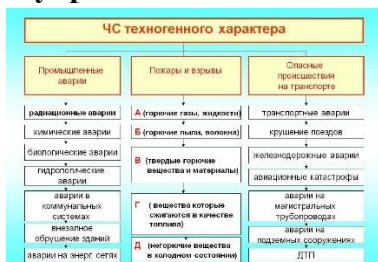 ЧС техногенного характера
Промышленные
аварии
радиационные аварии
химические аварии
биологические аварии
гидрологические
аварии
аварии в
коммунальных
системах
внезапное
обрушение зданий
аварии на энерг. сетях
Пожары и взрывы
А (горючие газы, жидкости)
Б (горючие пыли, волокна)
В (твердые горючие
вещества и материалы)
Г ( вещества которые
сжигаются в качестве
топлива)
Д (негорючие вещества
в холодном состоянии)
Опасные
происшествия
на транспорте
транспортные аварии
крушение поездов
железнодорожные аварии
авиационные катастрофы
аварии на
магистральных
трубопроводах
аварии на
подземных сооружениях
ДТП